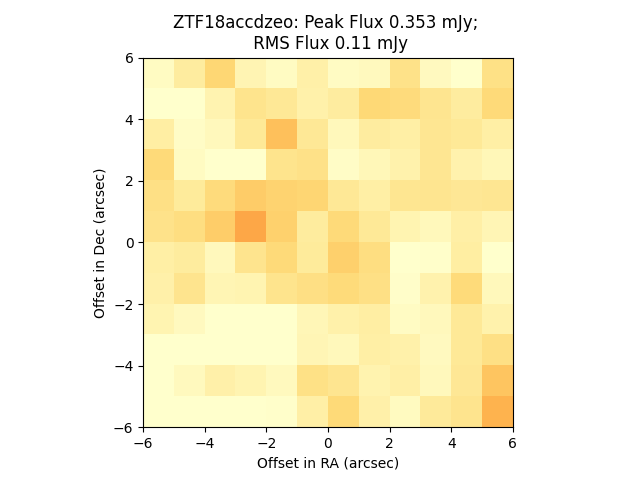 ZTF18accdzeo: Peak Flux 0.353 mJy;
RMS Flux 0.11 mJy
6
4
2
0
−2
−4
−6
Offset in Dec (arcsec)
−6 −4 −2 0 2 4 6
Offset in RA (arcsec)